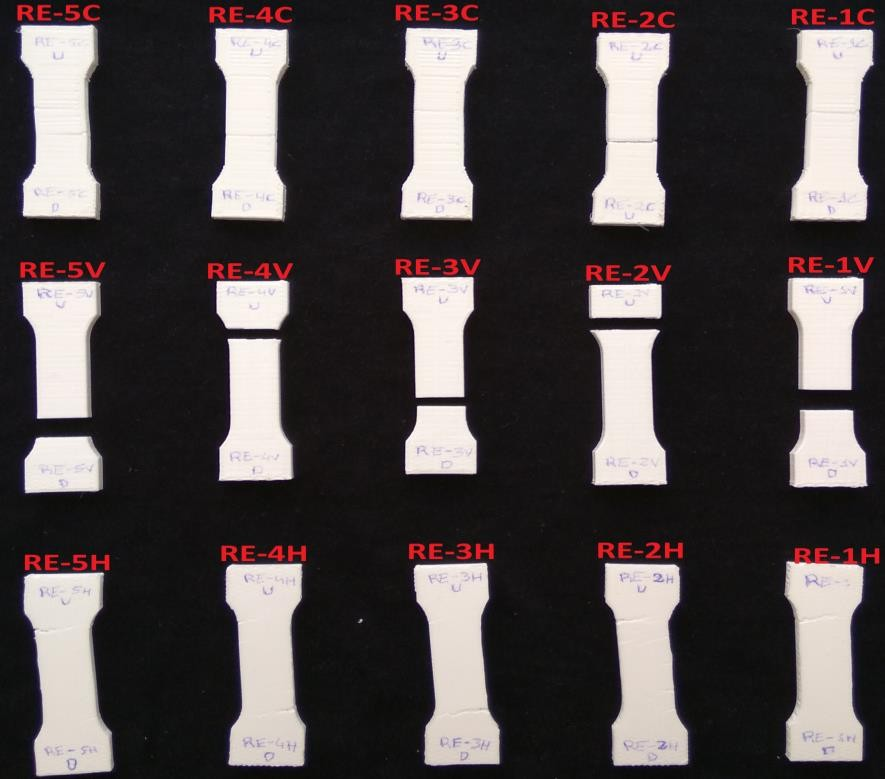 RE-5C RE-4C RE-3C RE-2C RE-1C
RE-5C RE-4C RE-3C RE-2C RE-1C
U U U U U
RE-5C RE-4C RE-3C RE-2C RE-1C
D D D U D
RE-5V RE-4V RE-3V RE-2V RE-1V
RE-5V RE-4V RE-3V RE-1V
U U U U
RE-5V RE-4V RE-3V RE-2V RE-1V
D D D D D
RE-5H RE-4H RE-3H RE-2H RE-1H
RE-5H RE-4H RE-3H RE-2H
U U U U
RE-5H RE-4H RE-3H RE-2H RE-1H
D D D D D